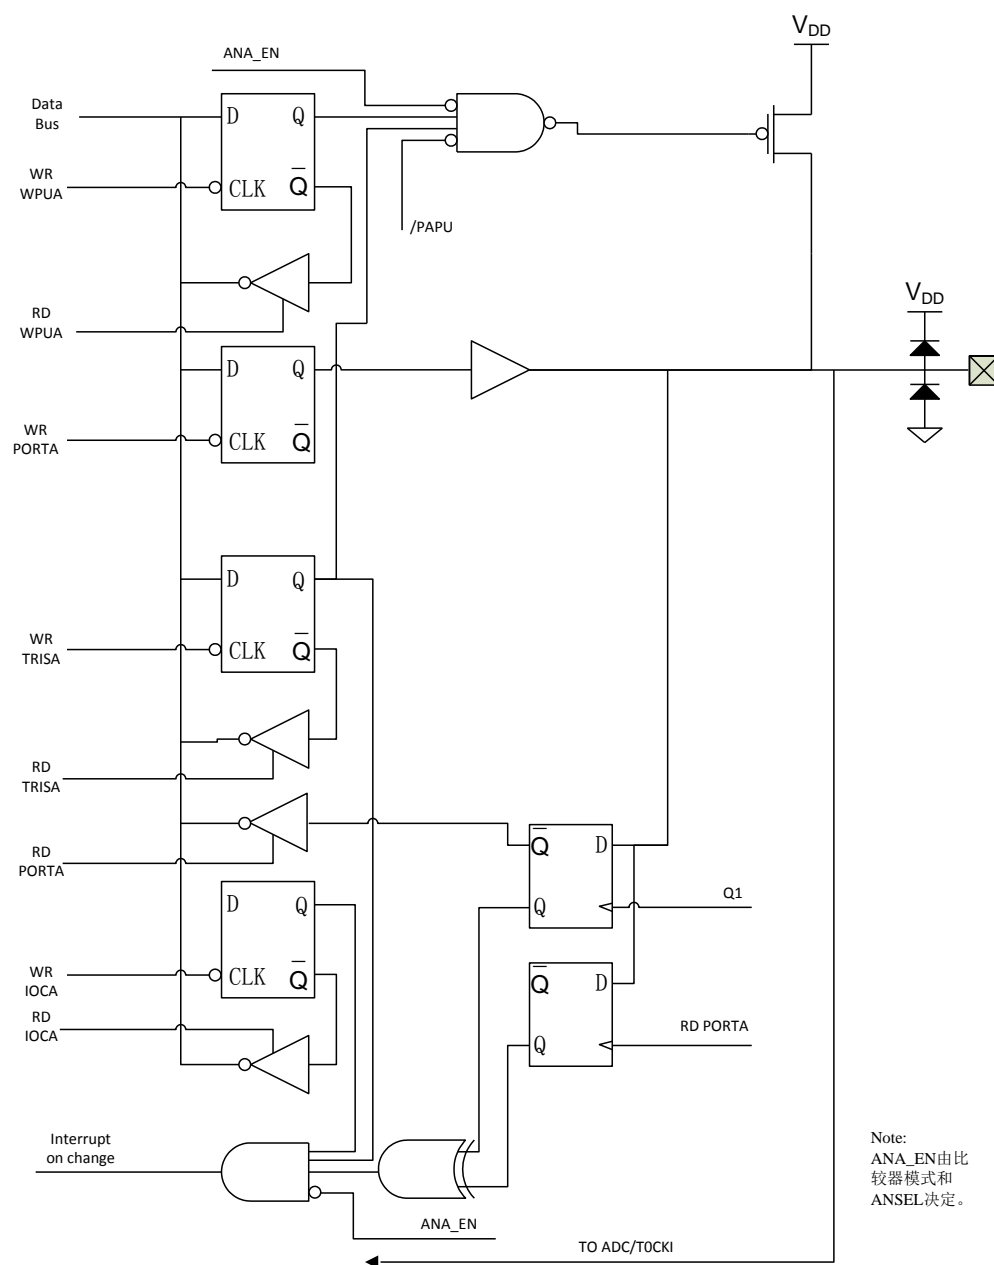 V_DD
ANA_EN
Data
Bus
D Q
WR
WPUA
CLK Q̅
/PAPU
RD
WPUA
V_DD
D Q
WR
PORTA
CLK Q̅
D Q
WR
TRISA
CLK Q̅
RD
TRISA
RD
PORTA
Q̅ D
Q
Q1
D Q
WR
IOCA
CLK Q̅
RD
IOCA
Q̅ D
Q
RD PORTA
Interrupt
on change
ANA_EN
TO ADC/T0CKI
Note:
ANA_EN由比
较器模式和
ANSEL决定。